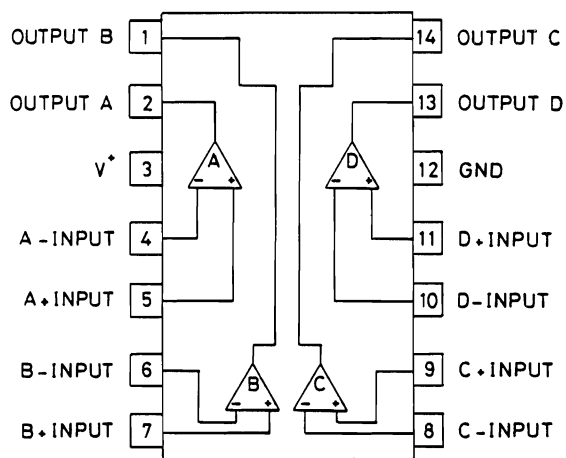 OUTPUT B 1 14 OUTPUT C
OUTPUT A 2 13 OUTPUT D
V+ 3 A D 12 GND
- + - +
A-INPUT 4 11 D+INPUT
A+INPUT 5 10 D-INPUT
B-INPUT 6 B C 9 C+INPUT
- + - +
B+INPUT 7 8 C-INPUT